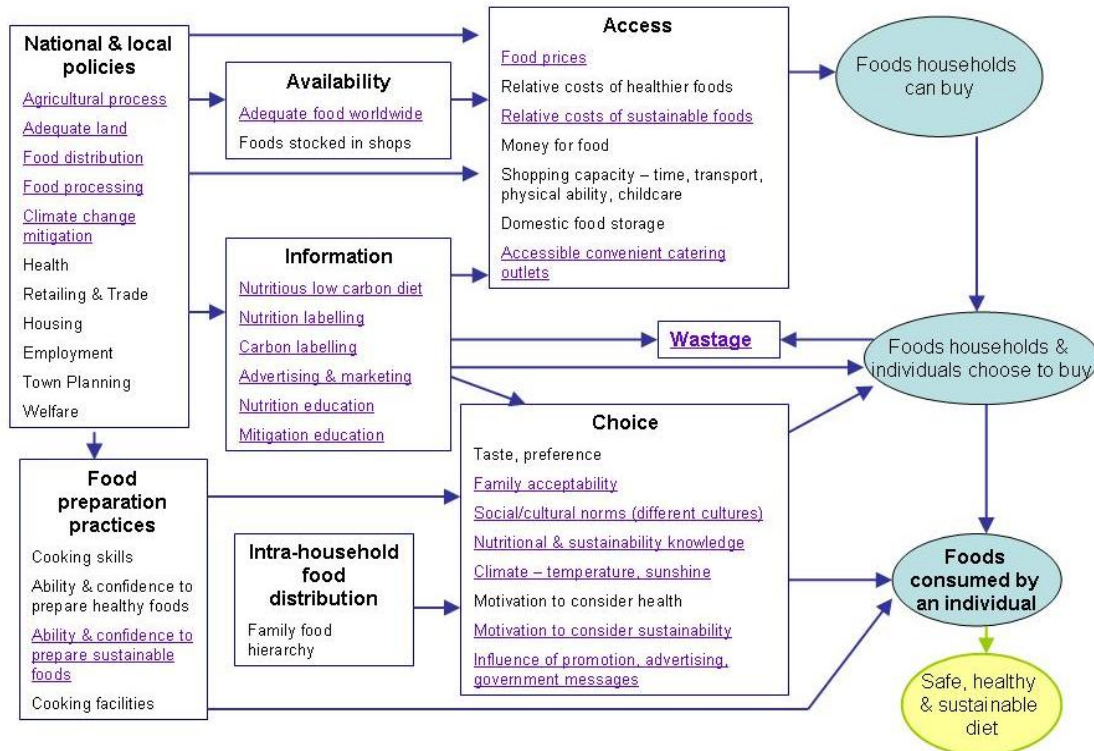 National & local
policies
Agricultural process
Adequate land
Food distribution
Food processing
Climate change
mitigation
Health
Retailing & Trade
Housing
Employment
Town Planning
Welfare
Availability
Adequate food worldwide
Foods stocked in shops
Access
Food prices
Relative costs of healthier foods
Relative costs of sustainable foods
Money for food
Shopping capacity – time, transport,
physical ability, childcare
Domestic food storage
Accessible convenient catering
outlets
Foods households
can buy
Information
Nutritious low carbon diet
Nutrition labelling
Carbon labelling
Advertising & marketing
Nutrition education
Mitigation education
Wastage
Foods households &
individuals choose to buy
Food
preparation
practices
Cooking skills
Ability & confidence to
prepare healthy foods
Ability & confidence to
prepare sustainable
foods
Cooking facilities
Intra-household
food
distribution
Family food
hierarchy
Choice
Taste, preference
Family acceptability
Social/cultural norms (different cultures)
Nutritional & sustainability knowledge
Climate – temperature, sunshine
Motivation to consider health
Motivation to consider sustainability
Influence of promotion, advertising,
government messages
Foods
consumed by
an individual
Safe, healthy
& sustainable
diet